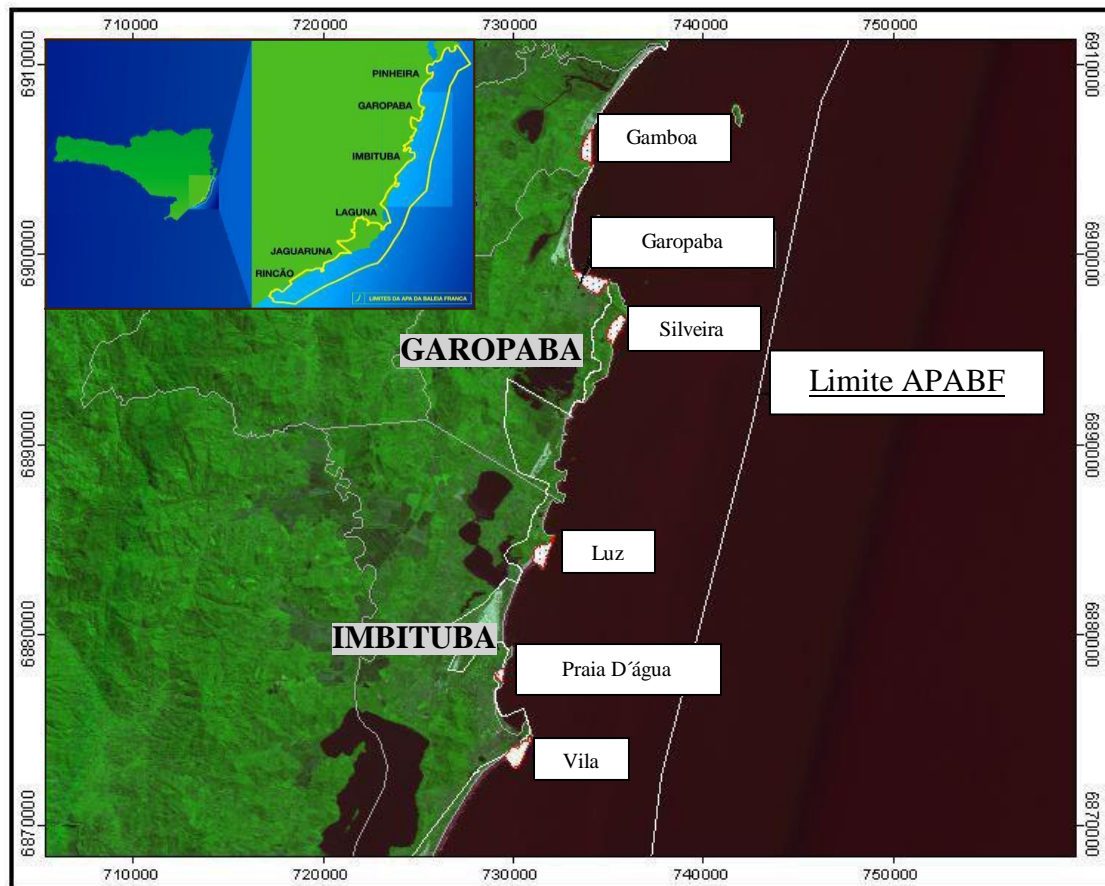 710000
720000
730000
740000
750000
6910000
6910000
PINHEIRA
GAROPABA
IMBITUBA
LAGUNA
JAGUARUNA
RINCÃO
LIMITES DA APA DA BALEIA FRANCA
Gamboa
Garopaba
6900000
6900000
Silveira
GAROPABA
Limite APABF
6890000
6890000
Luz
IMBITUBA
6880000
6880000
Praia D´água
Vila
6870000
6870000
710000
720000
730000
740000
750000